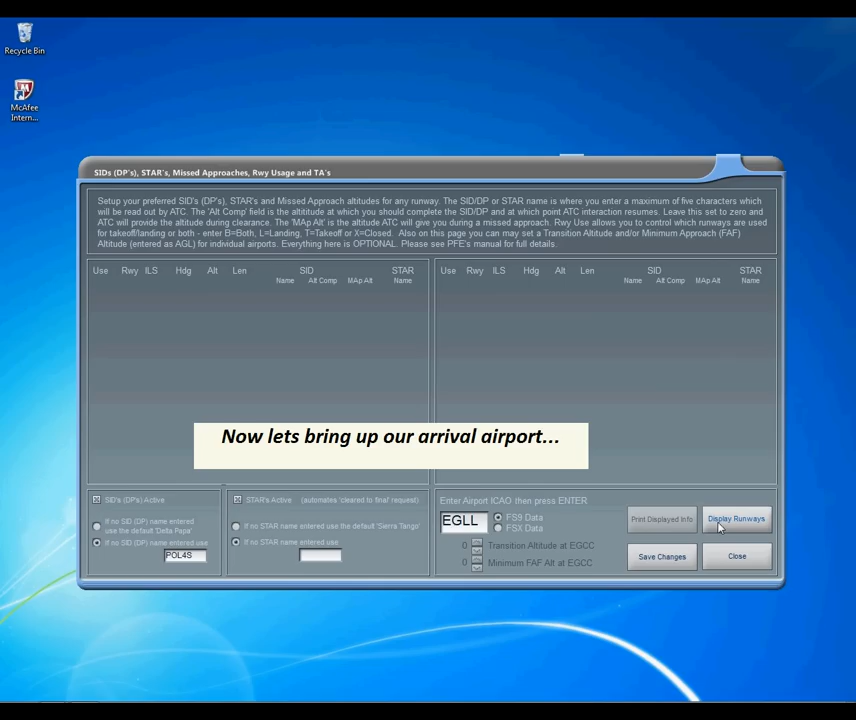 Recycle Bin
McAfee
Intern...
SIDs (DP's), STAR's, Missed Approaches, Rwy Usage and TA's
Setup your preferred SID's (DP's), STAR's and Missed Approach altitudes for any runway. The SID/DP or STAR name is where you enter a maximum of five characters which
will be read out by ATC. The 'Alt Comp' field is the altitude at which you should complete the SID/DP and at which point ATC interaction resumes. Leave this set to zero and
ATC will provide the altitude during clearance. The 'MAp Alt' is the altitude ATC will give you during a missed approach. Rwy Use allows you to control which runways are used
for takeoff/landing or both - enter B=Both, L=Landing, T=Takeoff or X=Closed. Also on this page you can may set a Transition Altitude and/or Minimum Approach (FAF)
Altitude (entered as AGL) for individual airports. Everything here is OPTIONAL. Please see PFE's manual for full details.
Use Rwy ILS Hdg Alt Len SID STAR
Name Alt Comp MAp Alt Name
Use Rwy ILS Hdg Alt Len SID STAR
Name Alt Comp MAp Alt Name
Now lets bring up our arrival airport...
SID's (DP's) Active
If no SID (DP) name entered
use the default 'Delta Papa'
If no SID (DP) name entered use
POL4S
STAR's Active (automates 'cleared to final' request)
If no STAR name entered use the default 'Sierra Tango'
If no STAR name entered use
Enter Airport ICAO then press ENTER
EGLL
FS9 Data
FSX Data
0 Transition Altitude at EGCC
0 Minimum FAF Alt at EGCC
Print Displayed Info
Display Runways
Save Changes
Close